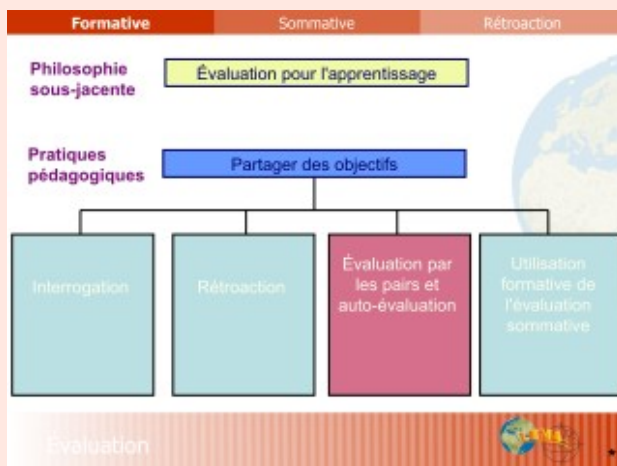 Formative Sommative Rétroaction
Philosophie
sous-jacente
Évaluation pour l'apprentissage
Pratiques
pédagogiques
Partager des objectifs
Interrogation
Rétroaction
Évaluation par
les pairs et
auto-évaluation
Utilisation
formative de
l'évaluation
sommative
Évaluation